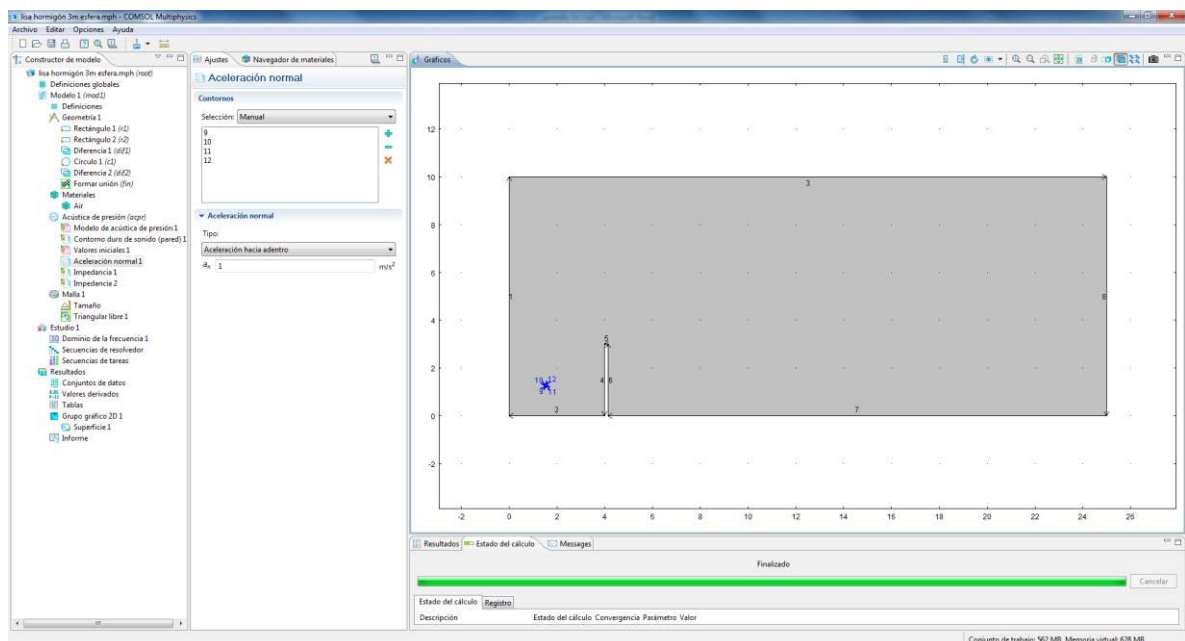 lisa hormigón 3m esfera.mph - COMSOL Multiphysics
Archivo Editar Opciones Ayuda
Constructor de modelo
lisa hormigón 3m esfera.mph (root)
Definiciones globales
Modelo 1 (mod1)
Definiciones
Geometría 1
Rectángulo 1 (r1)
Rectángulo 2 (r2)
Diferencia 1 (dif1)
Círculo 1 (c1)
Diferencia 2 (dif2)
Formar unión (fin)
Materiales
Air
Acústica de presión (acpr)
Modelo de acústica de presión 1
Contorno duro de sonido (pared) 1
Valores iniciales 1
Aceleración normal 1
Impedancia 1
Impedancia 2
Malla 1
Tamaño
Triangular libre 1
Estudio 1
Dominio de la frecuencia 1
Secuencias de resolvedor
Secuencias de tareas
Resultados
Conjuntos de datos
Valores derivados
Tablas
Grupo gráfico 2D 1
Superficie 1
Informe
Ajustes Navegador de materiales
Aceleración normal
Contornos
Selección: Manual
9
10
11
12
Aceleración normal
Tipo:
Aceleración hacia adentro
aₙ 1 m/s²
Gráficos
12
10
8
6
4
2
0
-2
3
1
8
5
4 6
10 12
9 11
2
7
-2 0 2 4 6 8 10 12 14 16 18 20 22 24 26
Resultados Estado del cálculo Messages
Finalizado
Cancelar
Estado del cálculo Registro
Descripción Estado del cálculo Convergencia Parámetro Valor
Conjunto de trabajo: 562 MB Memoria virtual: 628 MB